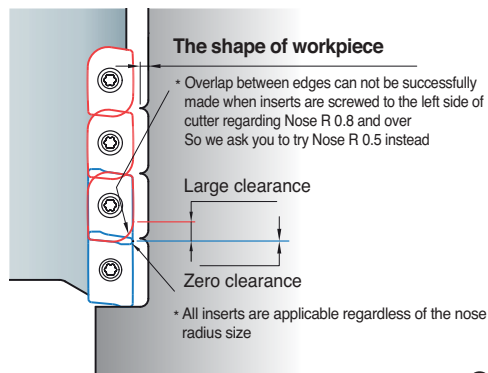 The shape of workpiece
* Overlap between edges can not be successfully
made when inserts are screwed to the left side of
cutter regarding Nose R 0.8 and over
So we ask you to try Nose R 0.5 instead
Large clearance
Zero clearance
* All inserts are applicable regardless of the nose
radius size